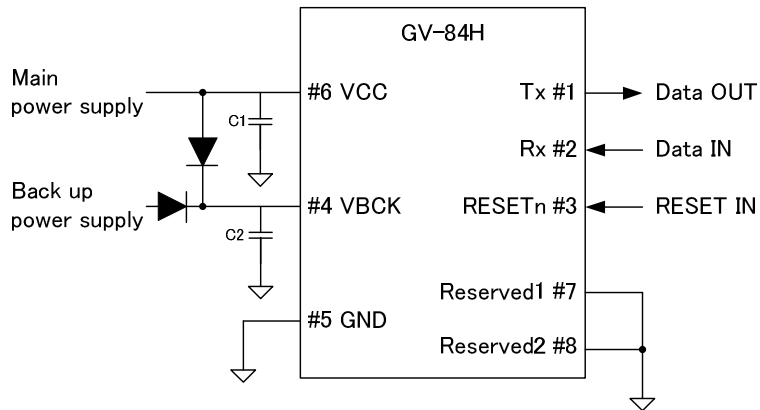 GV-84H
Main
power supply
#6 VCC
Tx #1
Data OUT
C1
Rx #2
Data IN
Back up
power supply
#4 VBCK
RESETn #3
RESET IN
C2
Reserved1 #7
#5 GND
Reserved2 #8